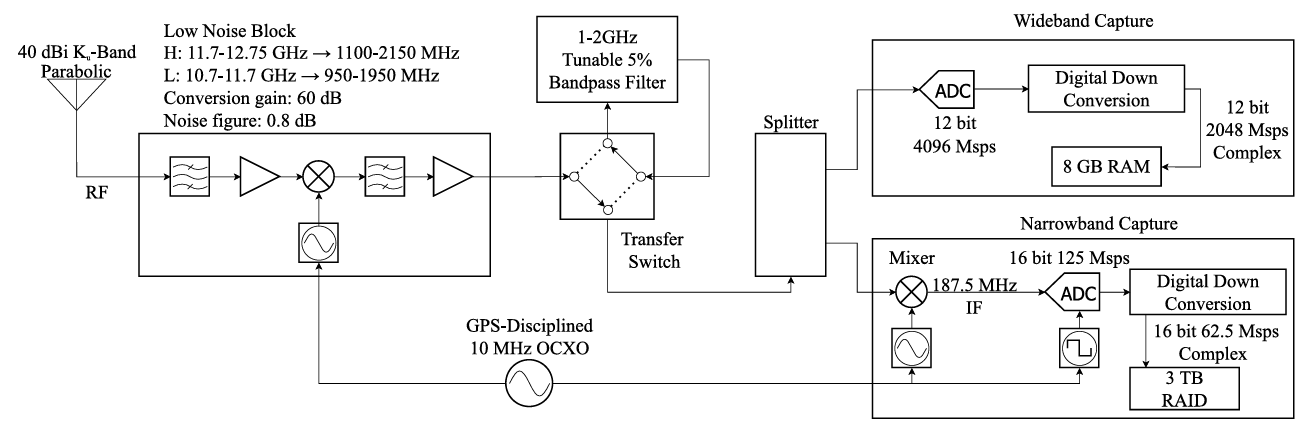 40 dBi Ku-Band
Parabolic
Low Noise Block
H: 11.7-12.75 GHz → 1100-2150 MHz
L: 10.7-11.7 GHz → 950-1950 MHz
Conversion gain: 60 dB
Noise figure: 0.8 dB
RF
1-2GHz
Tunable 5%
Bandpass Filter
Transfer
Switch
GPS-Disciplined
10 MHz OCXO
Splitter
Wideband Capture
ADC
12 bit
4096 Msps
Digital Down
Conversion
12 bit
2048 Msps
Complex
8 GB RAM
Narrowband Capture
Mixer
187.5 MHz
IF
16 bit 125 Msps
ADC
Digital Down
Conversion
16 bit 62.5 Msps
Complex
3 TB
RAID